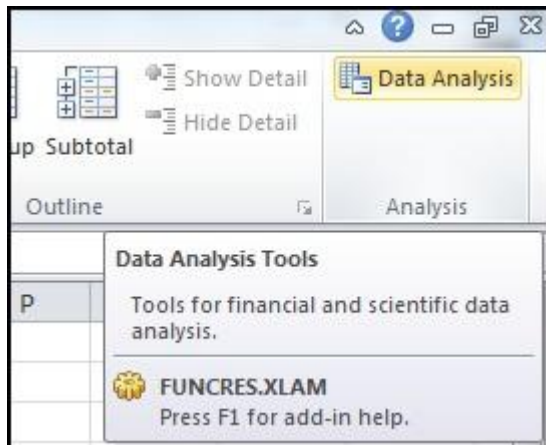 Show Detail
Data Analysis
Hide Detail
up Subtotal
Outline
Analysis
Data Analysis Tools
P
Tools for financial and scientific data
analysis.
FUNCRES.XLAM
Press F1 for add-in help.